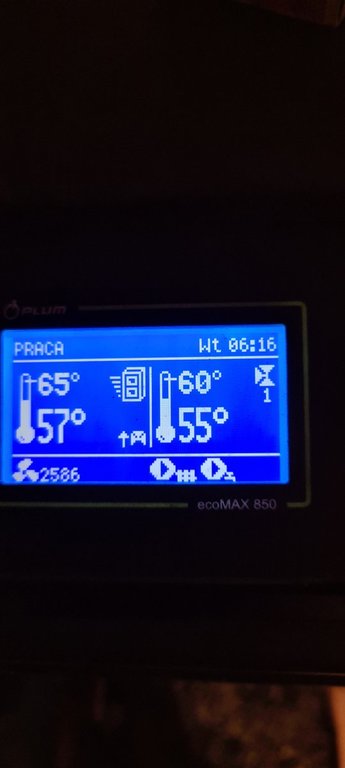 PLUM
PRACA Wt 06:16
65° 60°
57° 55°
1
2586
ecoMAX 850